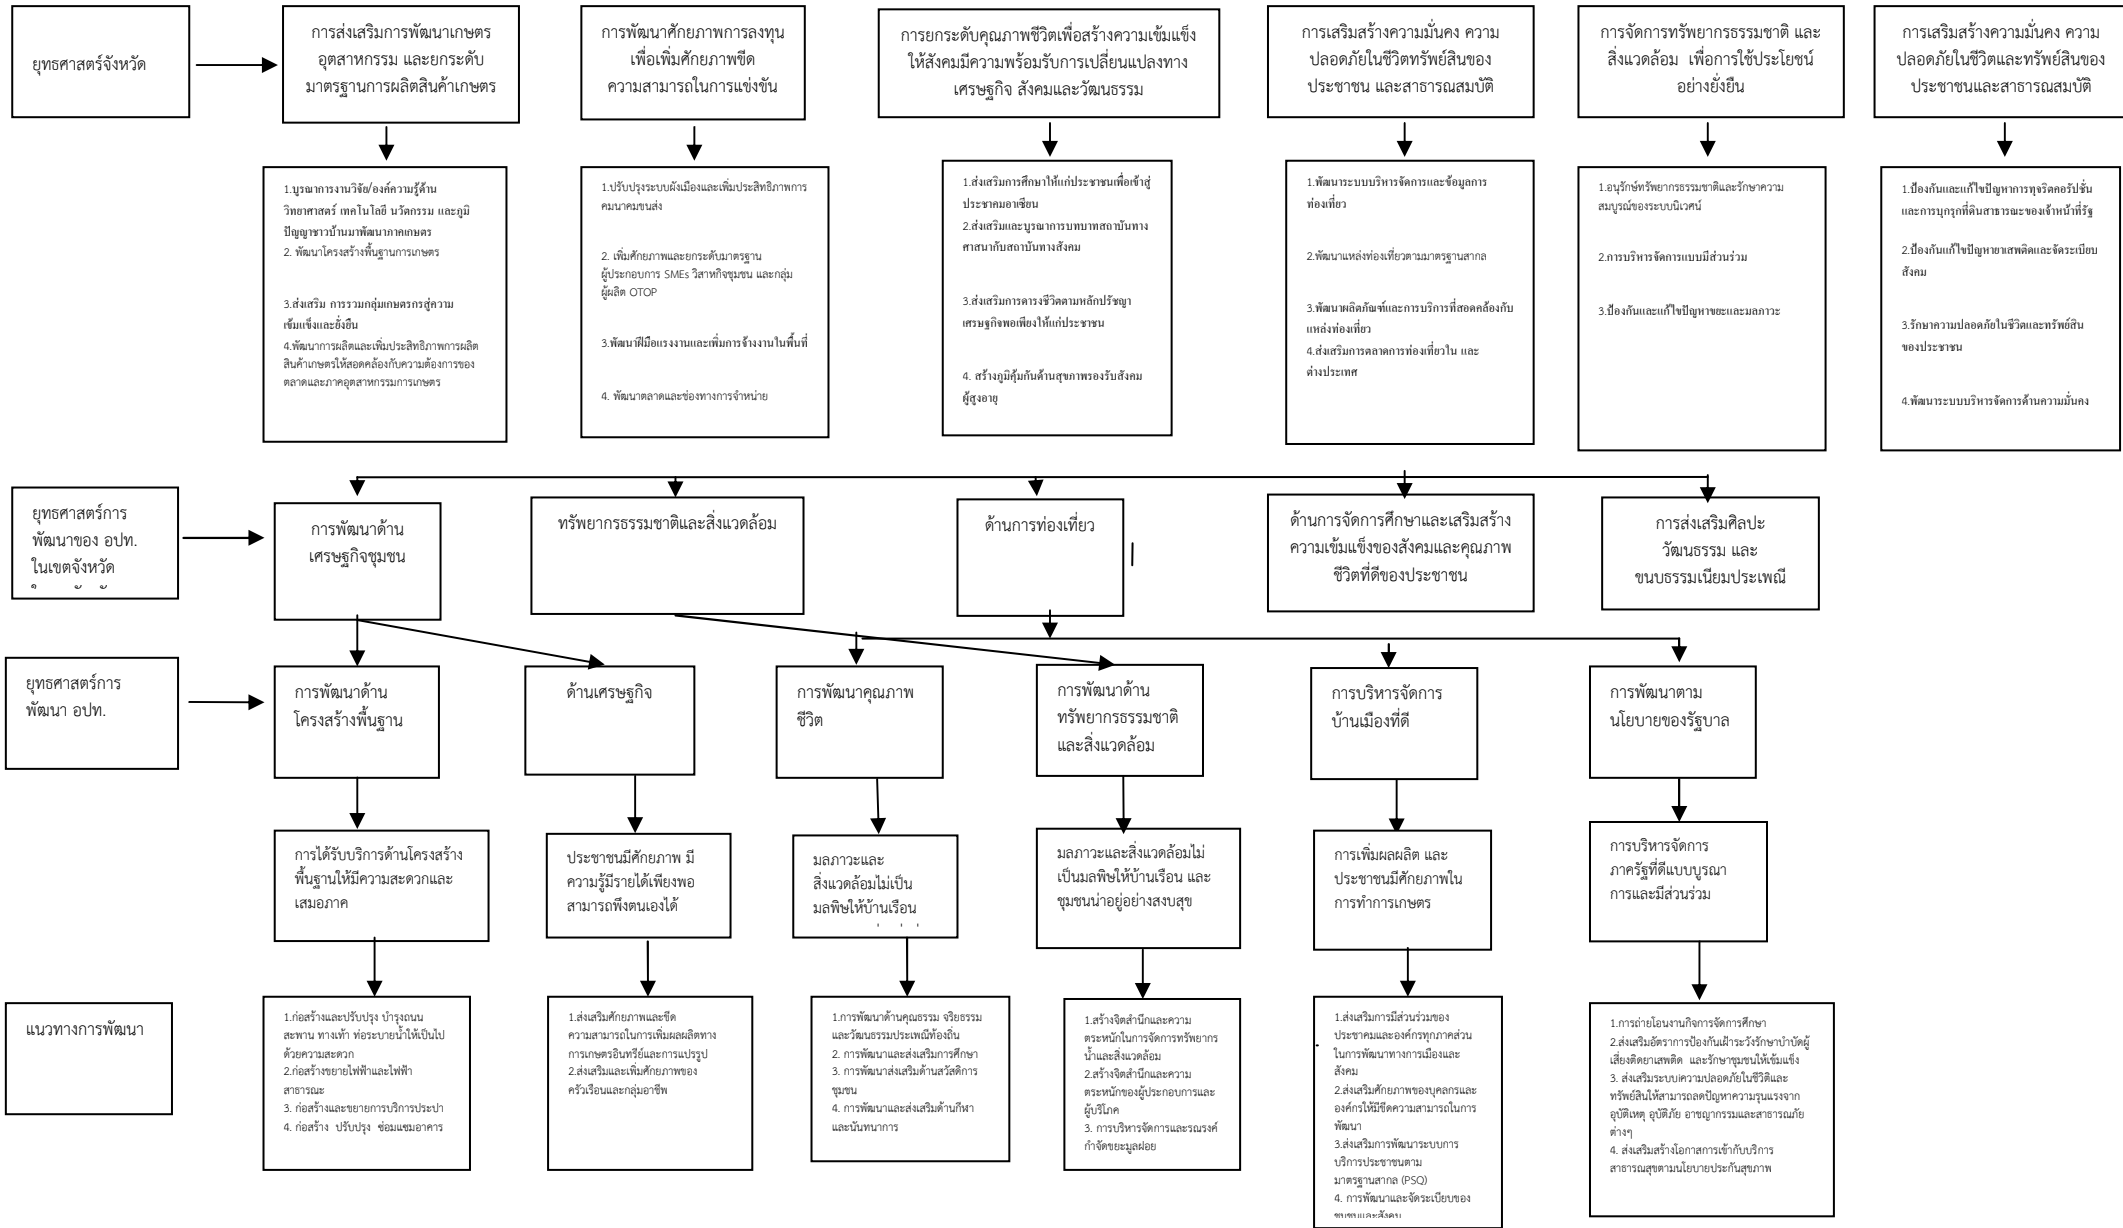 ยุทธศาสตร์จังหวัด
การส่งเสริมการพัฒนาเกษตร
อุตสาหกรรม และยกระดับ
มาตรฐานการผลิตสินค้าเกษตร
การพัฒนาศักยภาพการลงทุน
เพื่อเพิ่มศักยภาพขีด
ความสามารถในการแข่งขัน
การยกระดับคุณภาพชีวิตเพื่อสร้างความเข้มแข็ง
ให้สังคมมีความพร้อมรับการเปลี่ยนแปลงทาง
เศรษฐกิจ สังคมและวัฒนธรรม
การเสริมสร้างความมั่นคง ความ
ปลอดภัยในชีวิตทรัพย์สินของ
ประชาชน และสาธารณสมบัติ
การจัดการทรัพยากรธรรมชาติ และ
สิ่งแวดล้อม เพื่อการใช้ประโยชน์
อย่างยั่งยืน
การเสริมสร้างความมั่นคง ความ
ปลอดภัยในชีวิตและทรัพย์สินของ
ประชาชนและสาธารณสมบัติ
1.บูรณาการงานวิจัย/องค์ความรู้ด้าน
วิทยาศาสตร์ เทคโนโลยี นวัตกรรม และภูมิ
ปัญญาชาวบ้านมาพัฒนาภาคเกษตร
2. พัฒนาโครงสร้างพื้นฐานการเกษตร
3.ส่งเสริม การรวมกลุ่มเกษตรกรสู่ความ
เข้มแข็งและยั่งยืน
4.พัฒนาการผลิตและเพิ่มประสิทธิภาพการผลิต
สินค้าเกษตรให้สอดคล้องกับความต้องการของ
ตลาดและภาคอุตสาหกรรมการเกษตร
1.ปรับปรุงระบบผังเมืองและเพิ่มประสิทธิภาพการ
คมนาคมขนส่ง
2. เพิ่มศักยภาพและยกระดับมาตรฐาน
ผู้ประกอบการ SMEs วิสาหกิจชุมชน และกลุ่ม
ผู้ผลิต OTOP
3.พัฒนาฝีมือแรงงานและเพิ่มการจ้างงานในพื้นที่
4. พัฒนาตลาดและช่องทางการจำหน่าย
1.ส่งเสริมการศึกษาให้แก่ประชาชนเพื่อเข้าสู่
ประชาคมอาเซียน
2.ส่งเสริมและบูรณาการบทบาทสถาบันทาง
ศาสนากับสถาบันทางสังคม
3.ส่งเสริมการดารงชีวิตตามหลักปรัชญา
เศรษฐกิจพอเพียงให้แก่ประชาชน
4. สร้างภูมิคุ้มกันด้านสุขภาพรองรับสังคม
ผู้สูงอายุ
1.พัฒนาระบบบริหารจัดการและข้อมูลการ
ท่องเที่ยว
2.พัฒนาแหล่งท่องเที่ยวตามมาตรฐานสากล
3.พัฒนาผลิตภัณฑ์และการบริการที่สอดคล้องกับ
แหล่งท่องเที่ยว
4.ส่งเสริมการตลาดการท่องเที่ยวใน และ
ต่างประเทศ
1.อนุรักษ์ทรัพยากรธรรมชาติและรักษาความ
สมบูรณ์ของระบบนิเวศน์
2.การบริหารจัดการแบบมีส่วนร่วม
3.ป้องกันและแก้ไขปัญหาขยะและมลภาวะ
1.ป้องกันและแก้ไขปัญหาการทุจริตคอรัปชั่น
และการบุกรุกที่ดินสาธารณะของเจ้าหน้าที่รัฐ
2.ป้องกันแก้ไขปัญหายาเสพติดและจัดระเบียบ
สังคม
3.รักษาความปลอดภัยในชีวิตและทรัพย์สิน
ของประชาชน
4.พัฒนาระบบบริหารจัดการด้านความมั่นคง
ยุทธศาสตร์การ
พัฒนาของ อปท.
ในเขตจังหวัด
การพัฒนาด้าน
เศรษฐกิจชุมชน
ทรัพยากรธรรมชาติและสิ่งแวดล้อม
ด้านการท่องเที่ยว
ด้านการจัดการศึกษาและเสริมสร้าง
ความเข้มแข็งของสังคมและคุณภาพ
ชีวิตที่ดีของประชาชน
การส่งเสริมศิลปะ
วัฒนธรรม และ
ขนบธรรมเนียมประเพณี
ยุทธศาสตร์การ
พัฒนา อปท.
การพัฒนาด้าน
โครงสร้างพื้นฐาน
ด้านเศรษฐกิจ
การพัฒนาคุณภาพ
ชีวิต
การพัฒนาด้าน
ทรัพยากรธรรมชาติ
และสิ่งแวดล้อม
การบริหารจัดการ
บ้านเมืองที่ดี
การพัฒนาตาม
นโยบายของรัฐบาล
การได้รับบริการด้านโครงสร้าง
พื้นฐานให้มีความสะดวกและ
เสมอภาค
ประชาชนมีศักยภาพ มี
ความรู้มีรายได้เพียงพอ
สามารถพึงตนเองได้
มลภาวะและ
สิ่งแวดล้อมไม่เป็น
มลพิษให้บ้านเรือน
มลภาวะและสิ่งแวดล้อมไม่
เป็นมลพิษให้บ้านเรือน และ
ชุมชนน่าอยู่อย่างสงบสุข
การเพิ่มผลผลิต และ
ประชาชนมีศักยภาพใน
การทำการเกษตร
การบริหารจัดการ
ภาครัฐที่ดีแบบบูรณา
การและมีส่วนร่วม
แนวทางการพัฒนา
1.ก่อสร้างและปรับปรุง บำรุงถนน
สะพาน ทางเท้า ท่อระบายน้ำให้เป็นไป
ด้วยความสะดวก
2.ก่อสร้างขยายไฟฟ้าและไฟฟ้า
สาธารณะ
3. ก่อสร้างและขยายการบริการประปา
4. ก่อสร้าง ปรับปรุง ซ่อมแซมอาคาร
1.ส่งเสริมศักยภาพและขีด
ความสามารถในการเพิ่มผลผลิตทาง
การเกษตรอินทรีย์และการแปรรูป
2.ส่งเสริมและเพิ่มศักยภาพของ
ครัวเรือนและกลุ่มอาชีพ
1.การพัฒนาด้านคุณธรรม จริยธรรม
และวัฒนธรรมประเพณีท้องถิ่น
2. การพัฒนาและส่งเสริมการศึกษา
3. การพัฒนาส่งเสริมด้านสวัสดิการ
ชุมชน
4. การพัฒนาและส่งเสริมด้านกีฬา
และนันทนาการ
1.สร้างจิตสำนึกและความ
ตระหนักในการจัดการทรัพยากร
น้ำและสิ่งแวดล้อม
2.สร้างจิตสำนึกและความ
ตระหนักของผู้ประกอบการและ
ผู้บริโภค
3. การบริหารจัดการและรณรงค์
กำจัดขยะมูลฝอย
1.ส่งเสริมการมีส่วนร่วมของ
ประชาคมและองค์กรทุกภาคส่วน
ในการพัฒนาทางการเมืองและ
สังคม
2.ส่งเสริมศักยภาพของบุคลกรและ
องค์กรให้มีขีดความสามารถในการ
พัฒนา
3.ส่งเสริมการพัฒนาระบบการ
บริการประชาชนตาม
มาตรฐานสากล (PSQ)
4. การพัฒนาและจัดระเบียบของ
ชุมชนและสังคม
1.การถ่ายโอนงานกิจการจัดการศึกษา
2.ส่งเสริมอัตราการป้องกันเฝ้าระวังรักษาบำบัดผู้
เสี่ยงติดยาเสพติด และรักษาชุมชนให้เข้มแข็ง
3. ส่งเสริมระบบความปลอดภัยในชีวิตและ
ทรัพย์สินให้สามารถลดปัญหาความรุนแรงจาก
อุบัติเหตุ อุบัติภัย อาชญากรรมและสาธารณภัย
ต่างๆ
4. ส่งเสริมสร้างโอกาสการเข้ากับบริการ
สาธารณสุขตามนโยบายประกันสุขภาพ